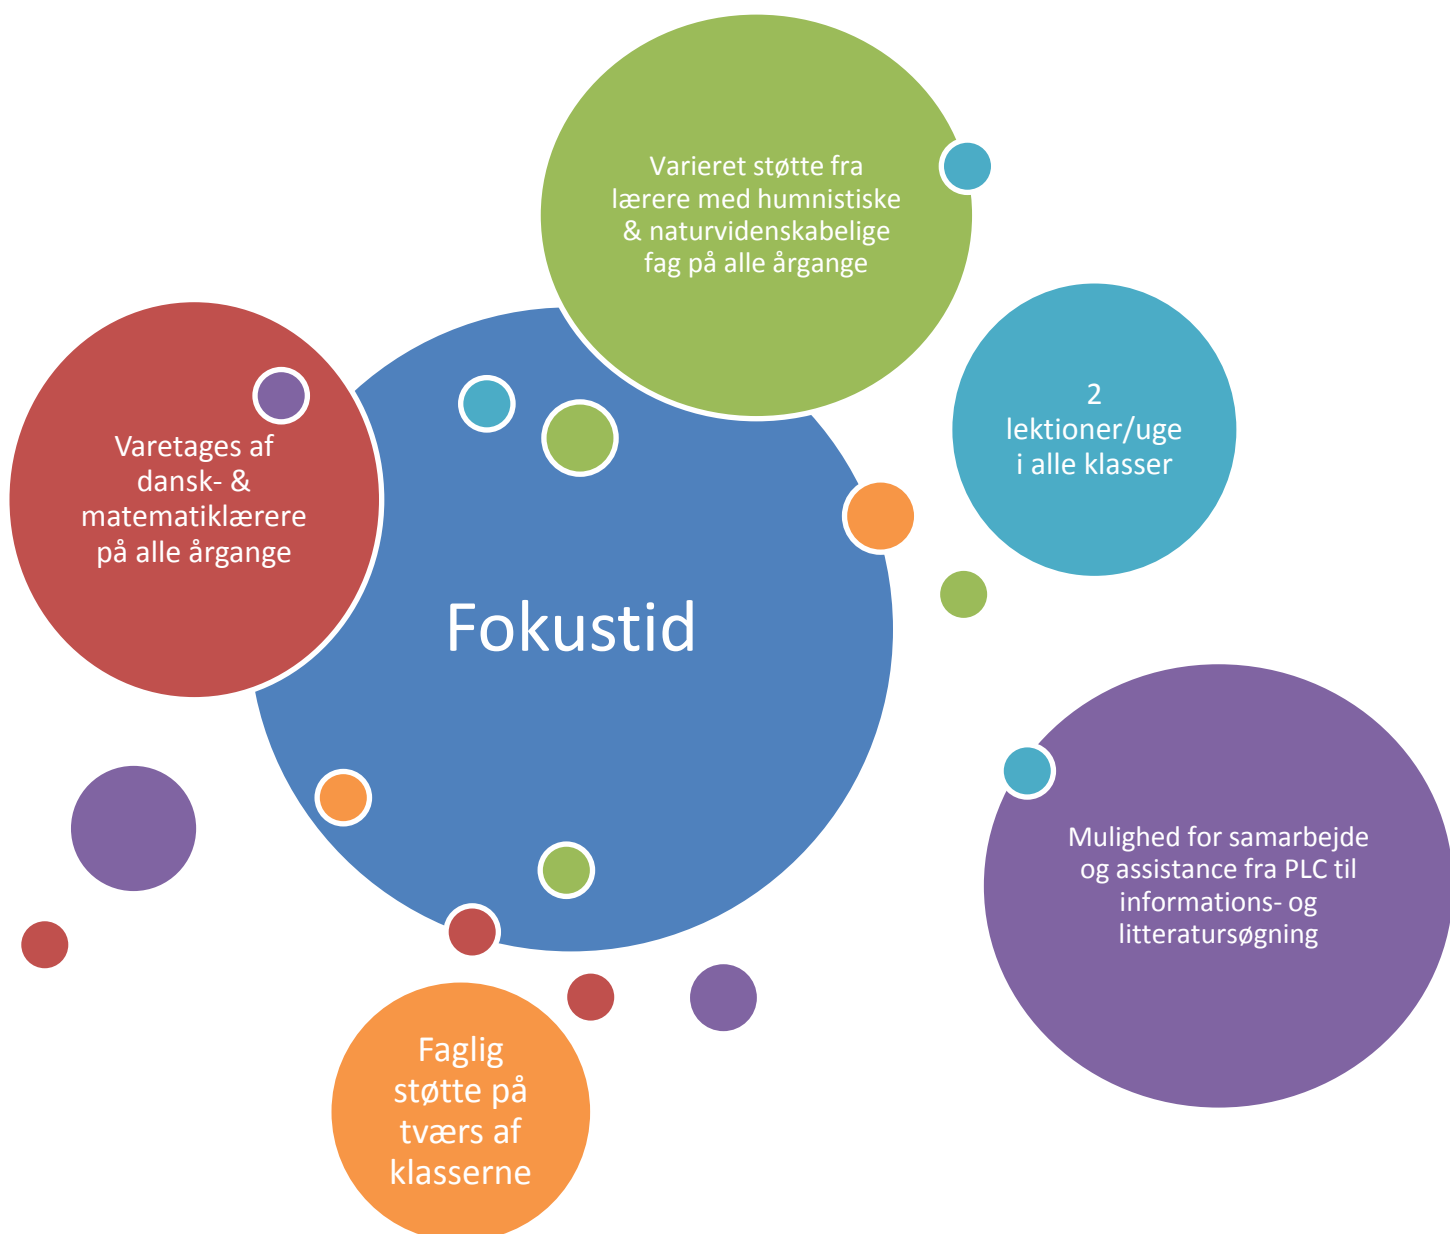 Varieret støtte fra
lærere med humnistiske
& naturvidenskabelige
fag på alle årgange
2
lektioner/uge
i alle klasser
Varetages af
dansk- &
matematiklærere
på alle årgange
Fokustid
Mulighed for samarbejde
og assistance fra PLC til
informations- og
litteratursøgning
Faglig
støtte på
tværs af
klasserne